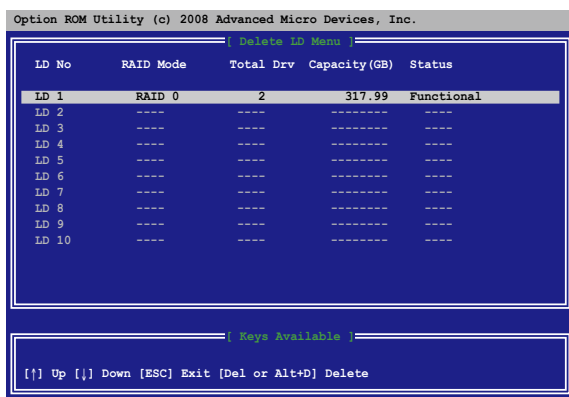 Option ROM Utility (c) 2008 Advanced Micro Devices, Inc.
[ Delete LD Menu ]
LD No RAID Mode Total Drv Capacity(GB) Status
LD 1 RAID 0 2 317.99 Functional
LD 2 ---- ---- -------- ----
LD 3 ---- ---- -------- ----
LD 4 ---- ---- -------- ----
LD 5 ---- ---- -------- ----
LD 6 ---- ---- -------- ----
LD 7 ---- ---- -------- ----
LD 8 ---- ---- -------- ----
LD 9 ---- ---- -------- ----
LD 10 ---- ---- -------- ----
[ Keys Available ]
[↑] Up [↓] Down [ESC] Exit [Del or Alt+D] Delete